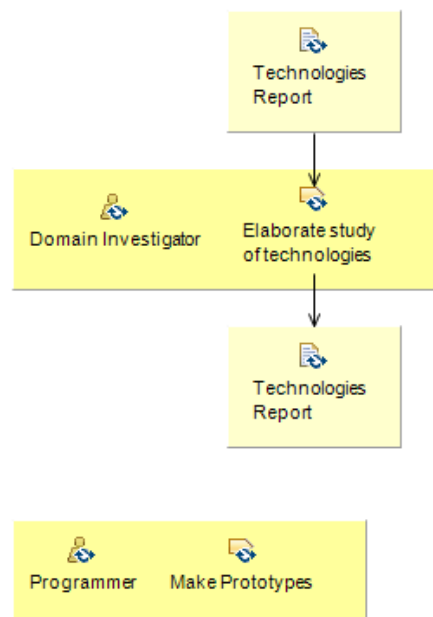 Technologies
Report
Domain Investigator
Elaborate study
of technologies
Technologies
Report
Programmer
Make Prototypes